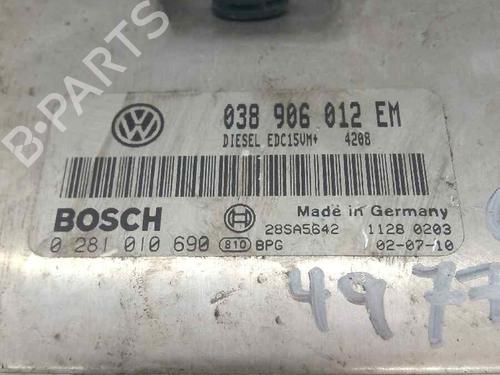 038 906 012 EM
DIESEL EDC15VM+ 4208
BOSCH
Made in Germany
28SA5642 1128 0203
0 281 010 690 810 BPG 02-07-10
4977
B-PARTS